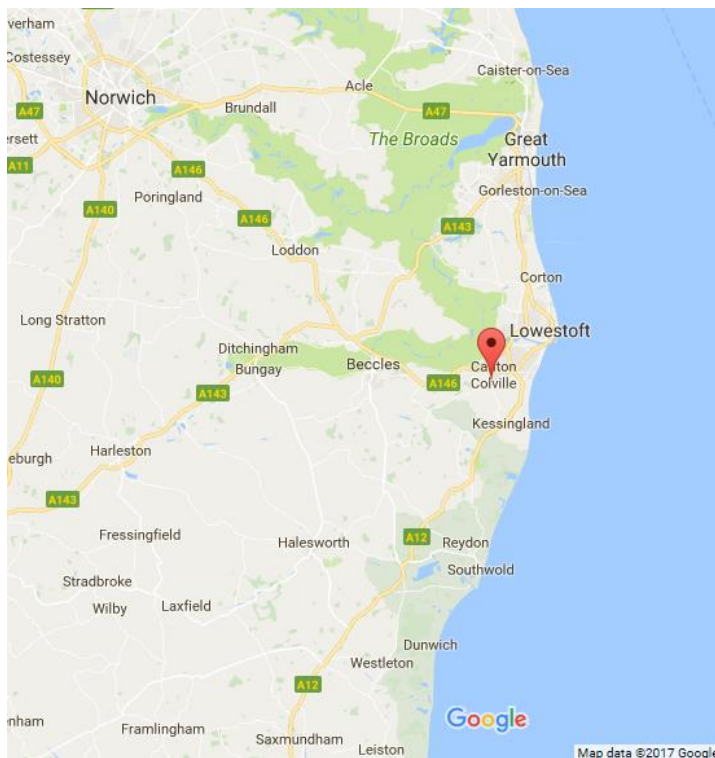 verham
Costessey
Caister-on-Sea
Norwich
Acle
Brundall
A47
A47
ersett
The Broads
Great
Yarmouth
A11
A146
Poringland
Gorleston-on-Sea
A140
A146
A143
Loddon
Corton
Long Stratton
Lowestoft
Ditchingham
Bungay
Beccles
Carlton
Colville
A140
A143
A146
Kessingland
Harleston
eburgh
A143
Fressingfield
Halesworth
A12
Reydon
Southwold
Stradbroke
Wilby
Laxfield
Dunwich
Westleton
A12
enham
Framlingham
Google
Saxmundham
Leiston
Map data ©2017 Google